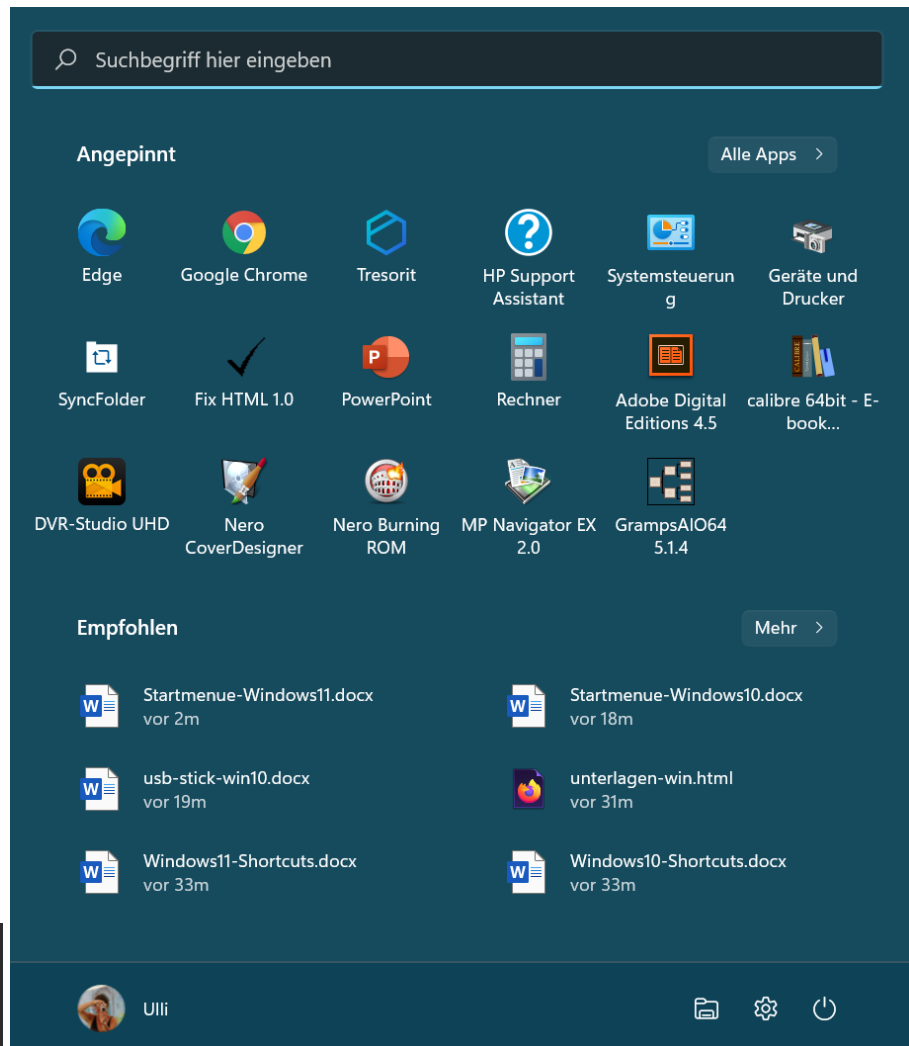 Suchbegriff hier eingeben
Angepinnt
Alle Apps
Edge
Google Chrome
Tresorit
HP Support
Assistant
Systemsteuerun
g
Geräte und
Drucker
SyncFolder
Fix HTML 1.0
PowerPoint
Rechner
Adobe Digital
Editions 4.5
calibre 64bit - E-
book...
DVR-Studio UHD
Nero
CoverDesigner
Nero Burning
ROM
MP Navigator EX
2.0
GrampsAIO64
5.1.4
Empfohlen
Mehr
Startmenue-Windows11.docx
vor 2m
Startmenue-Windows10.docx
vor 18m
usb-stick-win10.docx
vor 19m
unterlagen-win.html
vor 31m
Windows11-Shortcuts.docx
vor 33m
Windows10-Shortcuts.docx
vor 33m
Ulli